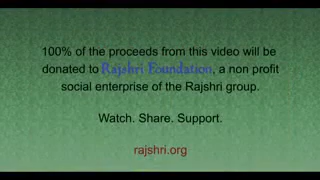 100% of the proceeds from this video will be
donated to Rajshri Foundation, a non profit
social enterprise of the Rajshri group.
Watch. Share. Support.
rajshri.org